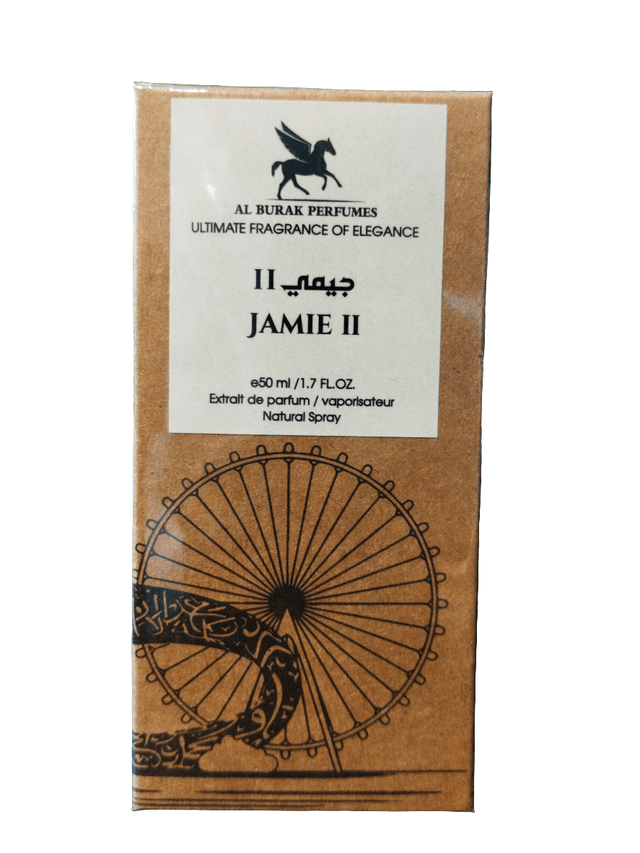 AL BURAK PERFUMES
ULTIMATE FRAGRANCE OF ELEGANCE
جيمي II
JAMIE II
℮50 ml /1.7 FL.OZ.
Extrait de parfum / vaporisateur
Natural Spray